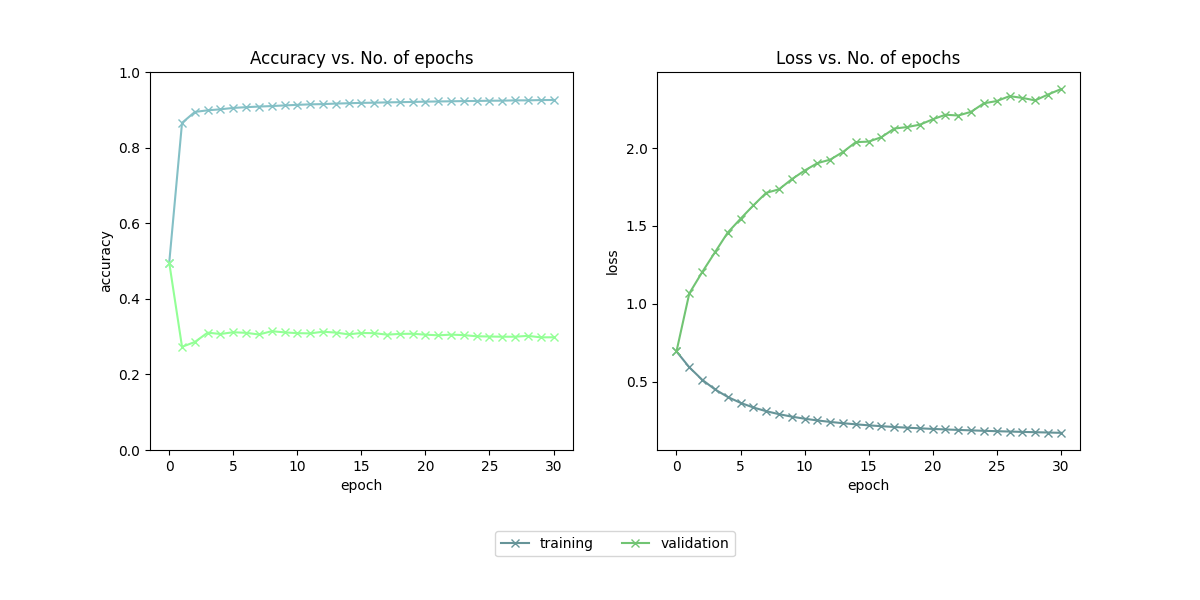 Accuracy vs. No. of epochs
1.0
0.8
0.6
0.4
0.2
0.0
accuracy
0 5 10 15 20 25 30
epoch
Loss vs. No. of epochs
2.0
1.5
1.0
0.5
loss
0 5 10 15 20 25 30
epoch
training validation